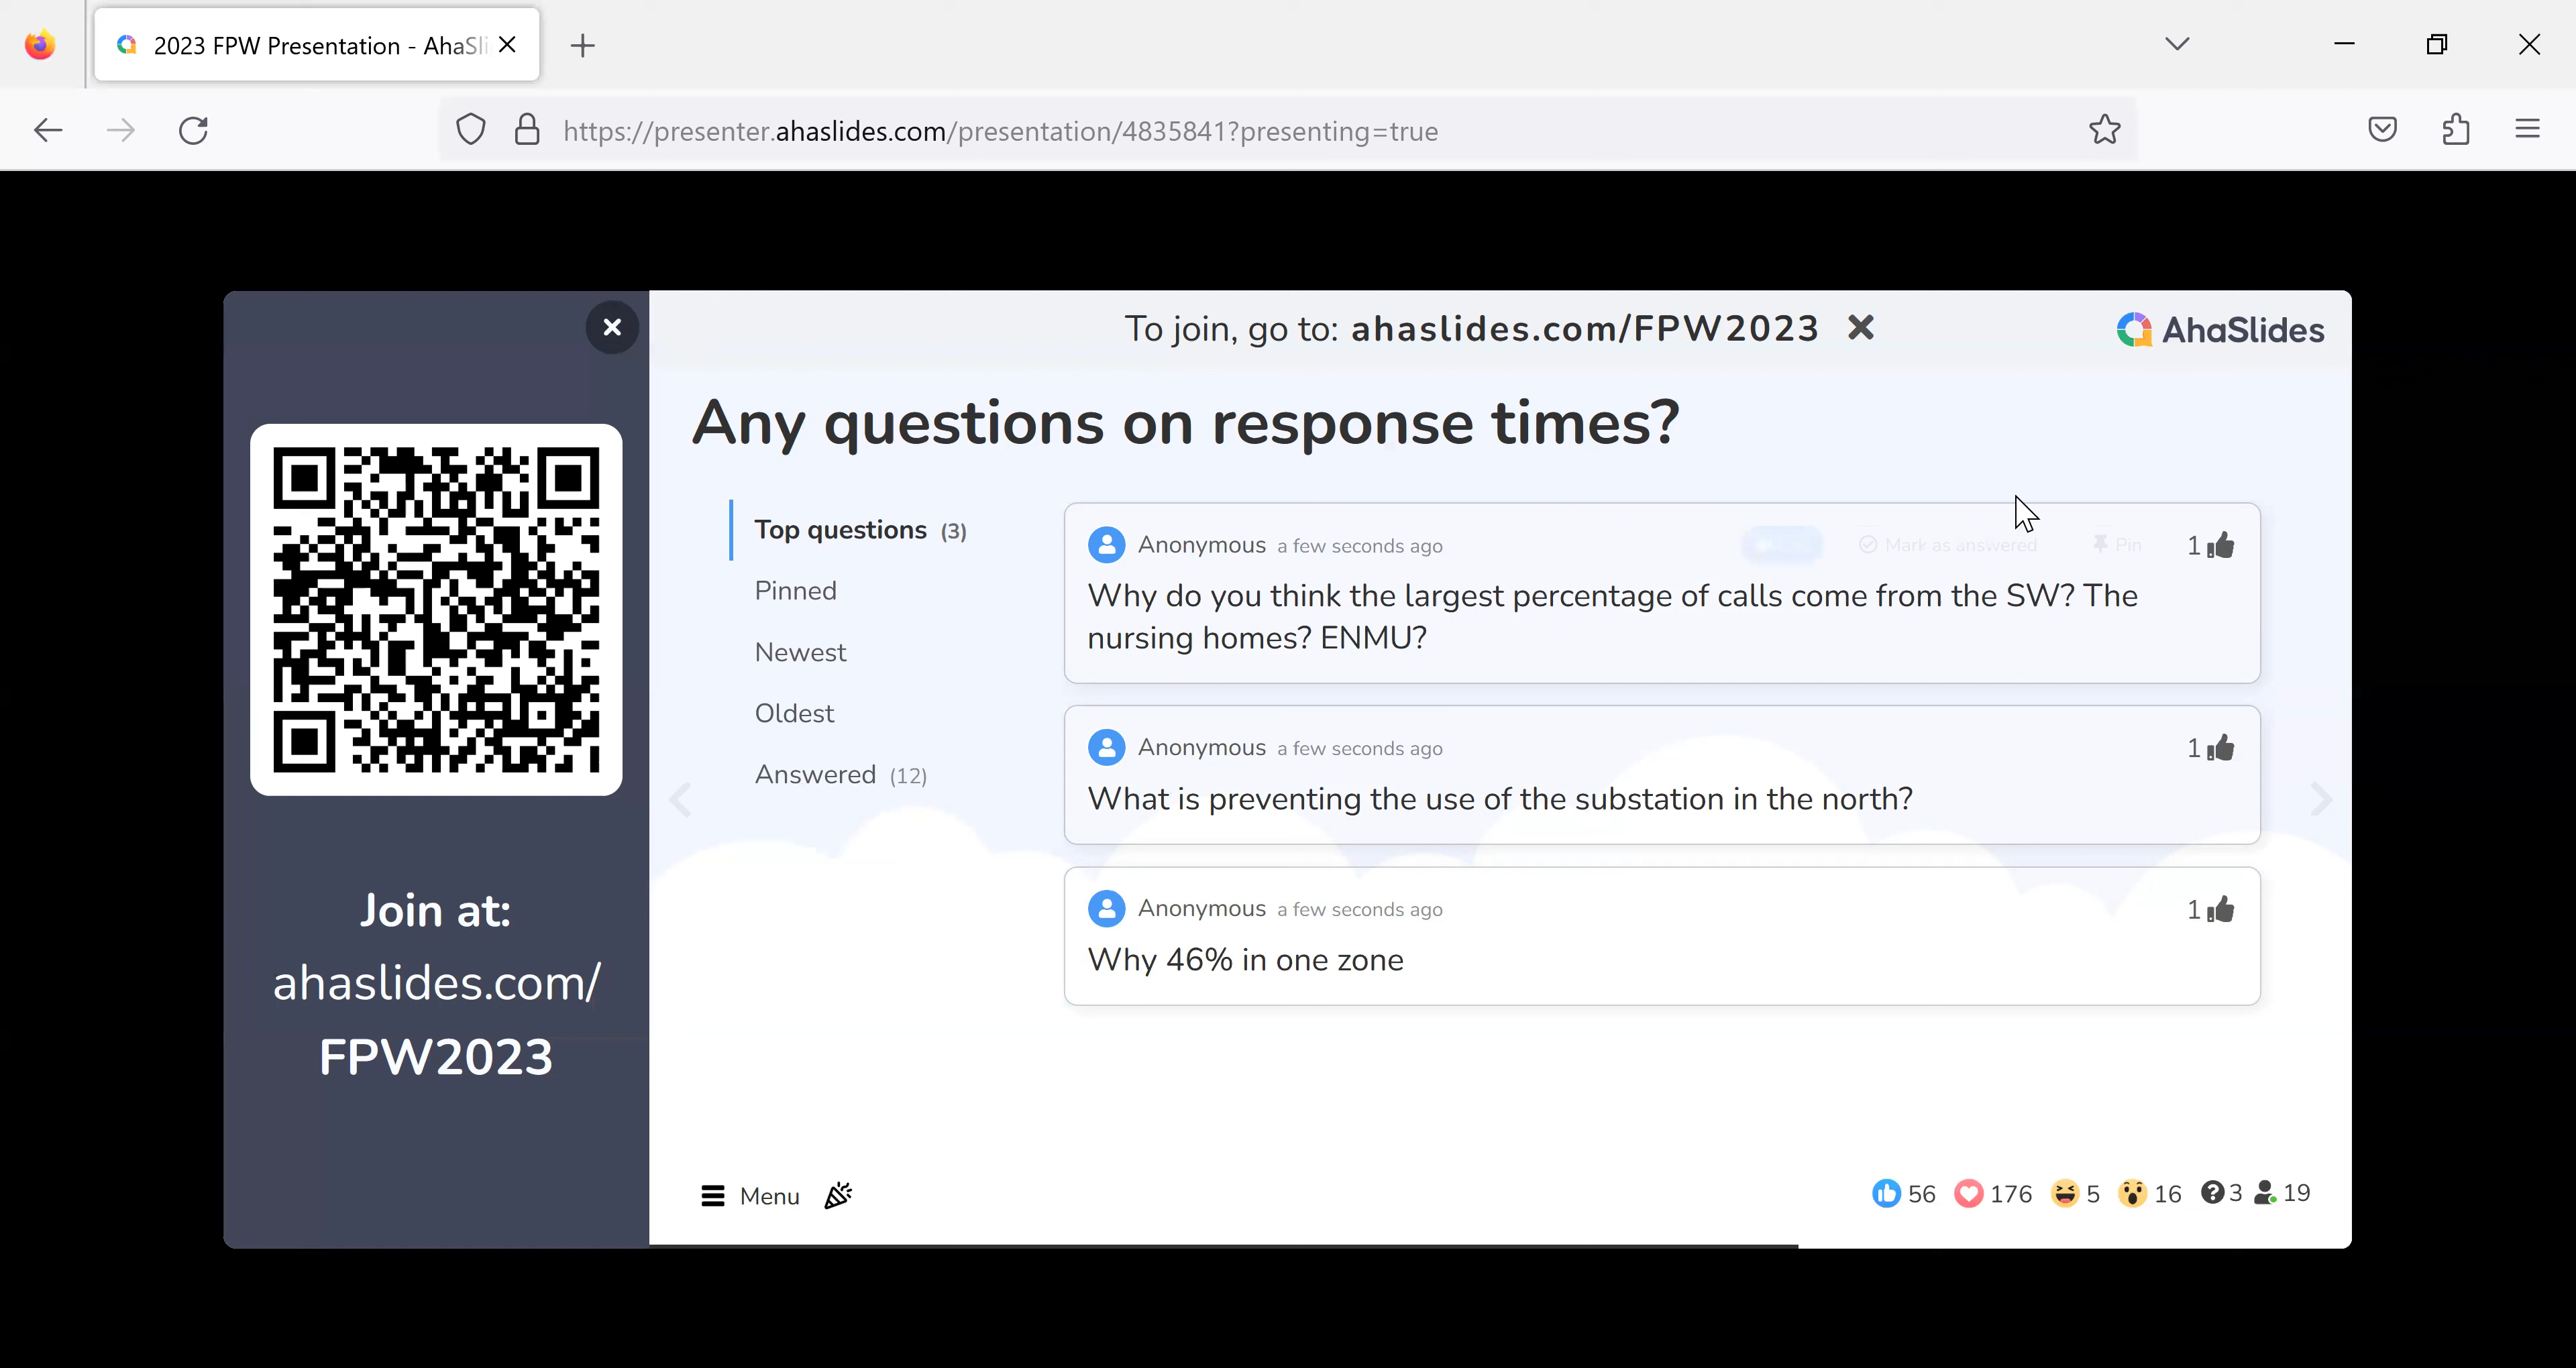 2023 FPW Presentation - AhaSli
https://presenter.ahaslides.com/presentation/4835841?presenting=true
To join, go to: ahaslides.com/FPW2023
AhaSlides
Any questions on response times?
Top questions (3)
Pinned
Newest
Oldest
Answered (12)
Anonymous a few seconds ago
Mark as answered
Pin
1
Why do you think the largest percentage of calls come from the SW? The
nursing homes? ENMU?
Anonymous a few seconds ago
1
What is preventing the use of the substation in the north?
Anonymous a few seconds ago
1
Why 46% in one zone
Join at:
ahaslides.com/
FPW2023
Menu
56 176 5 16 3 19